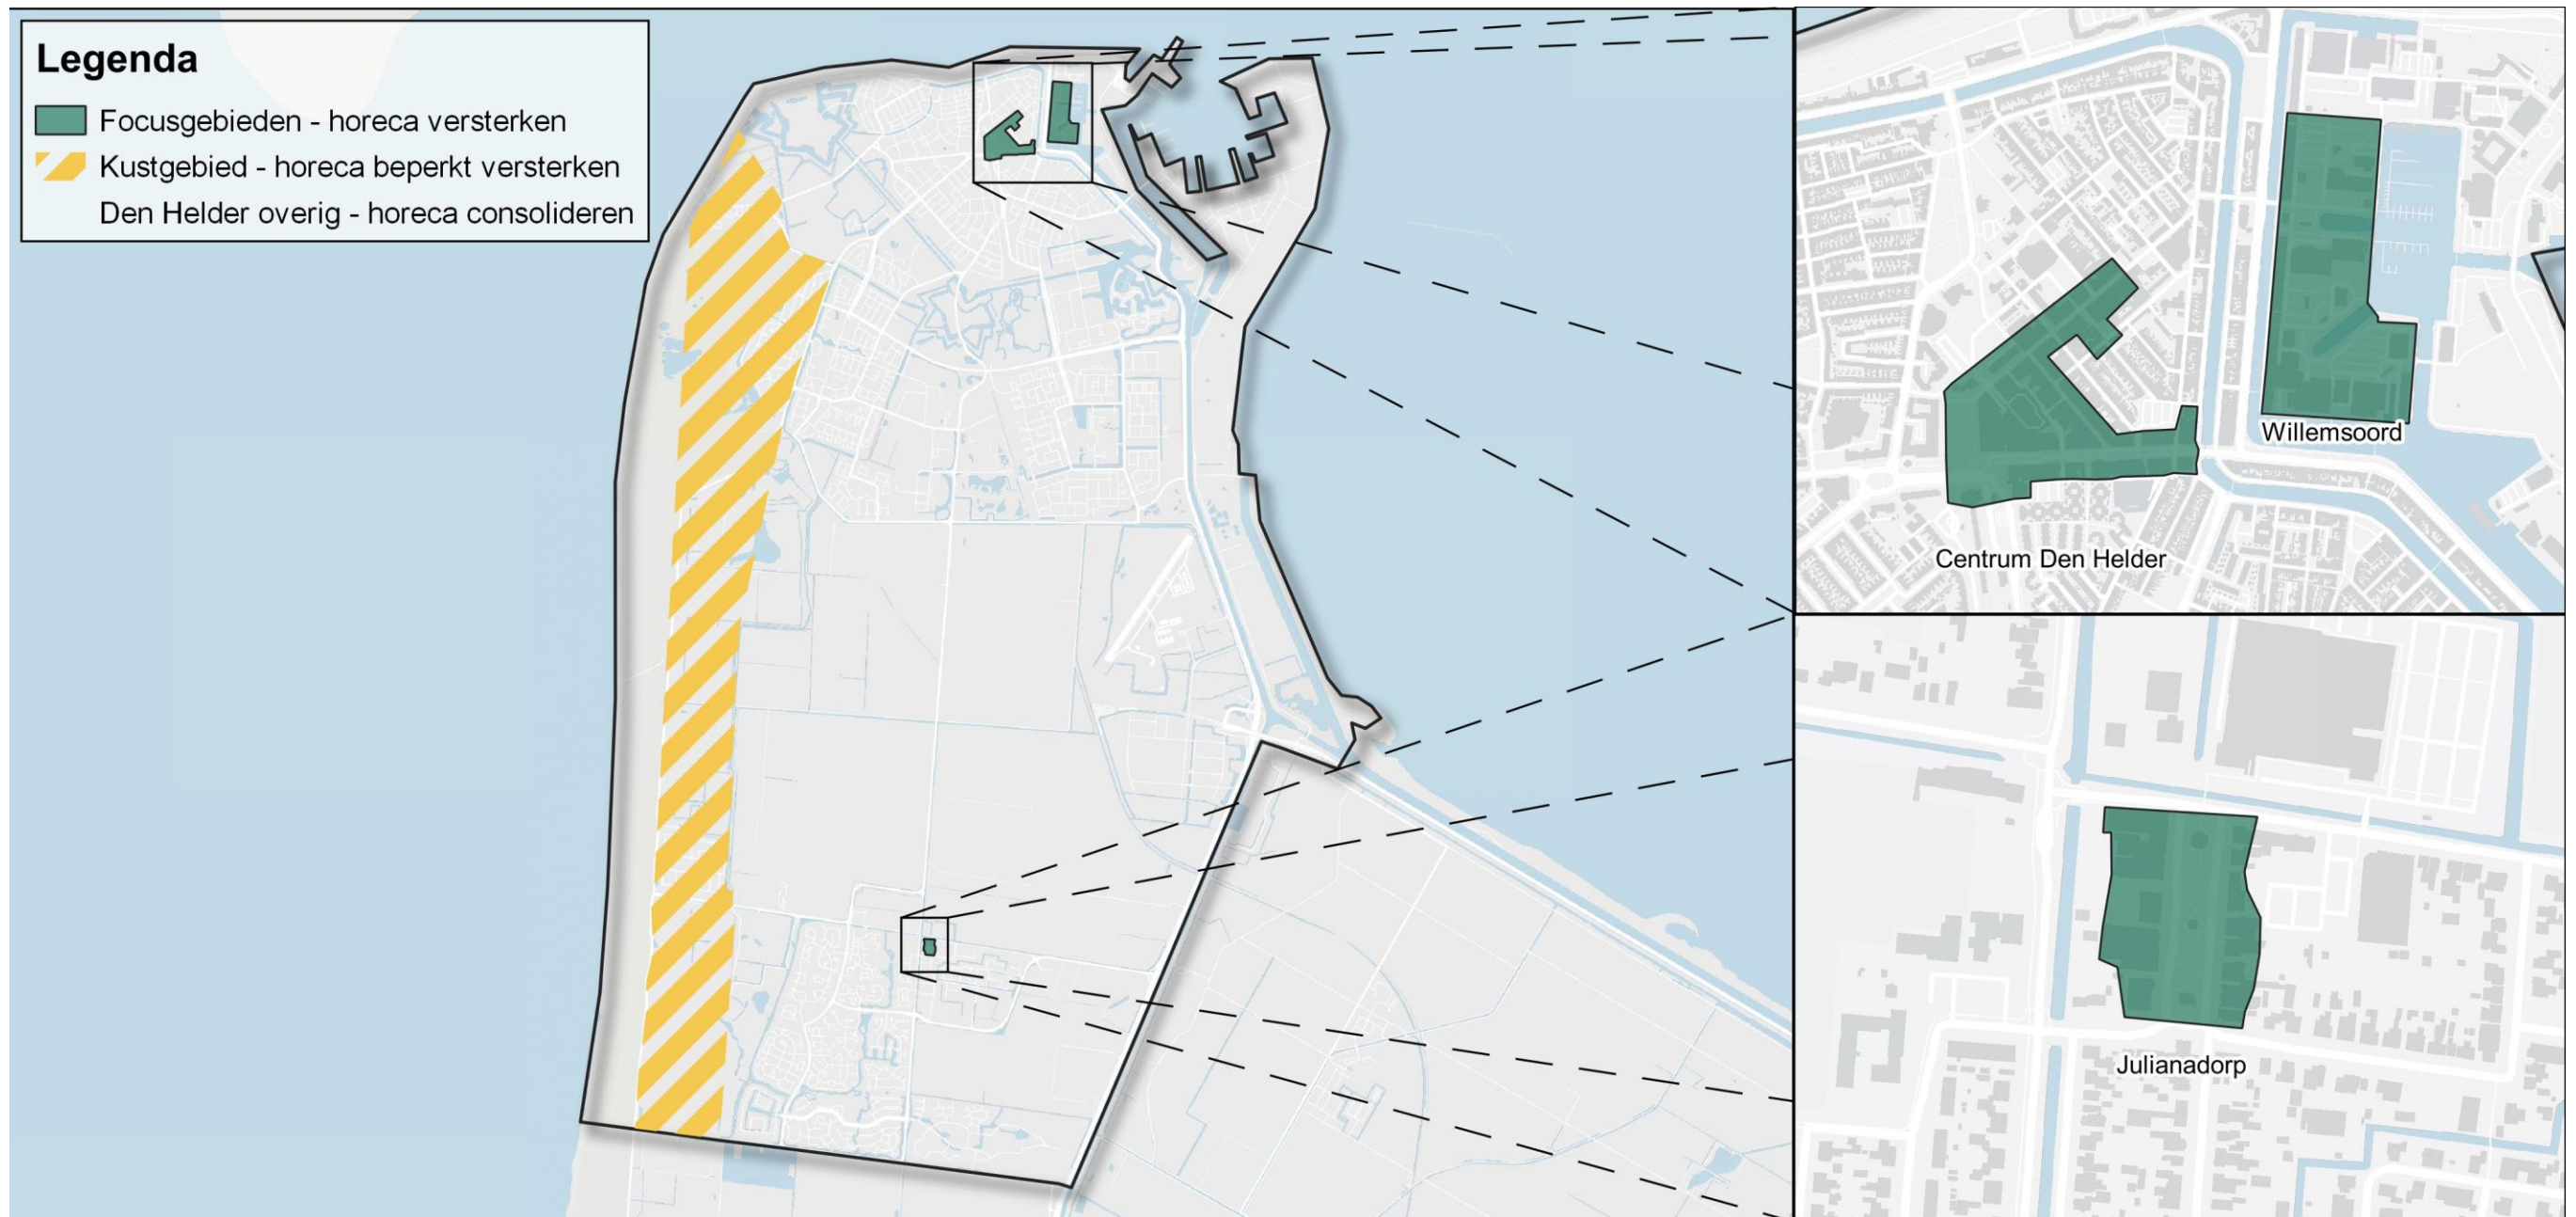 Legenda
Focusgebieden - horeca versterken
Kustgebied - horeca beperkt versterken
Den Helder overig - horeca consolideren
Willemsoord
Centrum Den Helder
Julianadorp